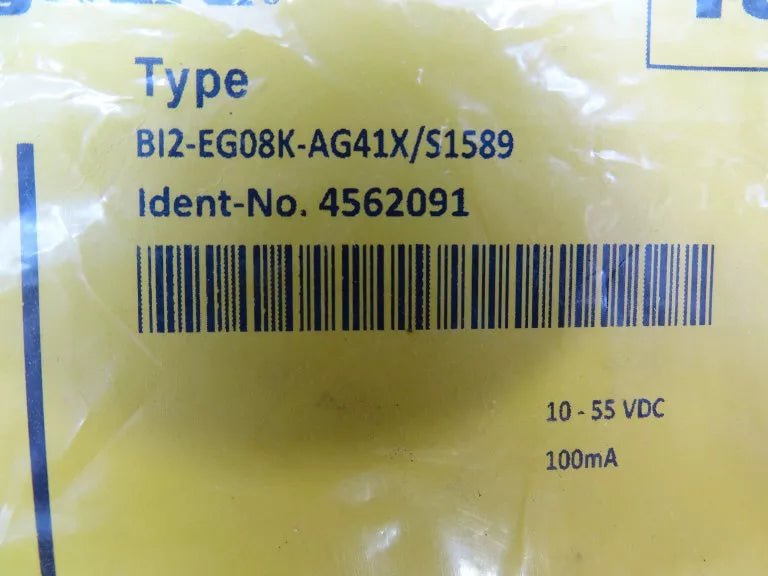 Type
BI2-EG08K-AG41X/S1589
Ident-No. 4562091
10 - 55 VDC
100mA